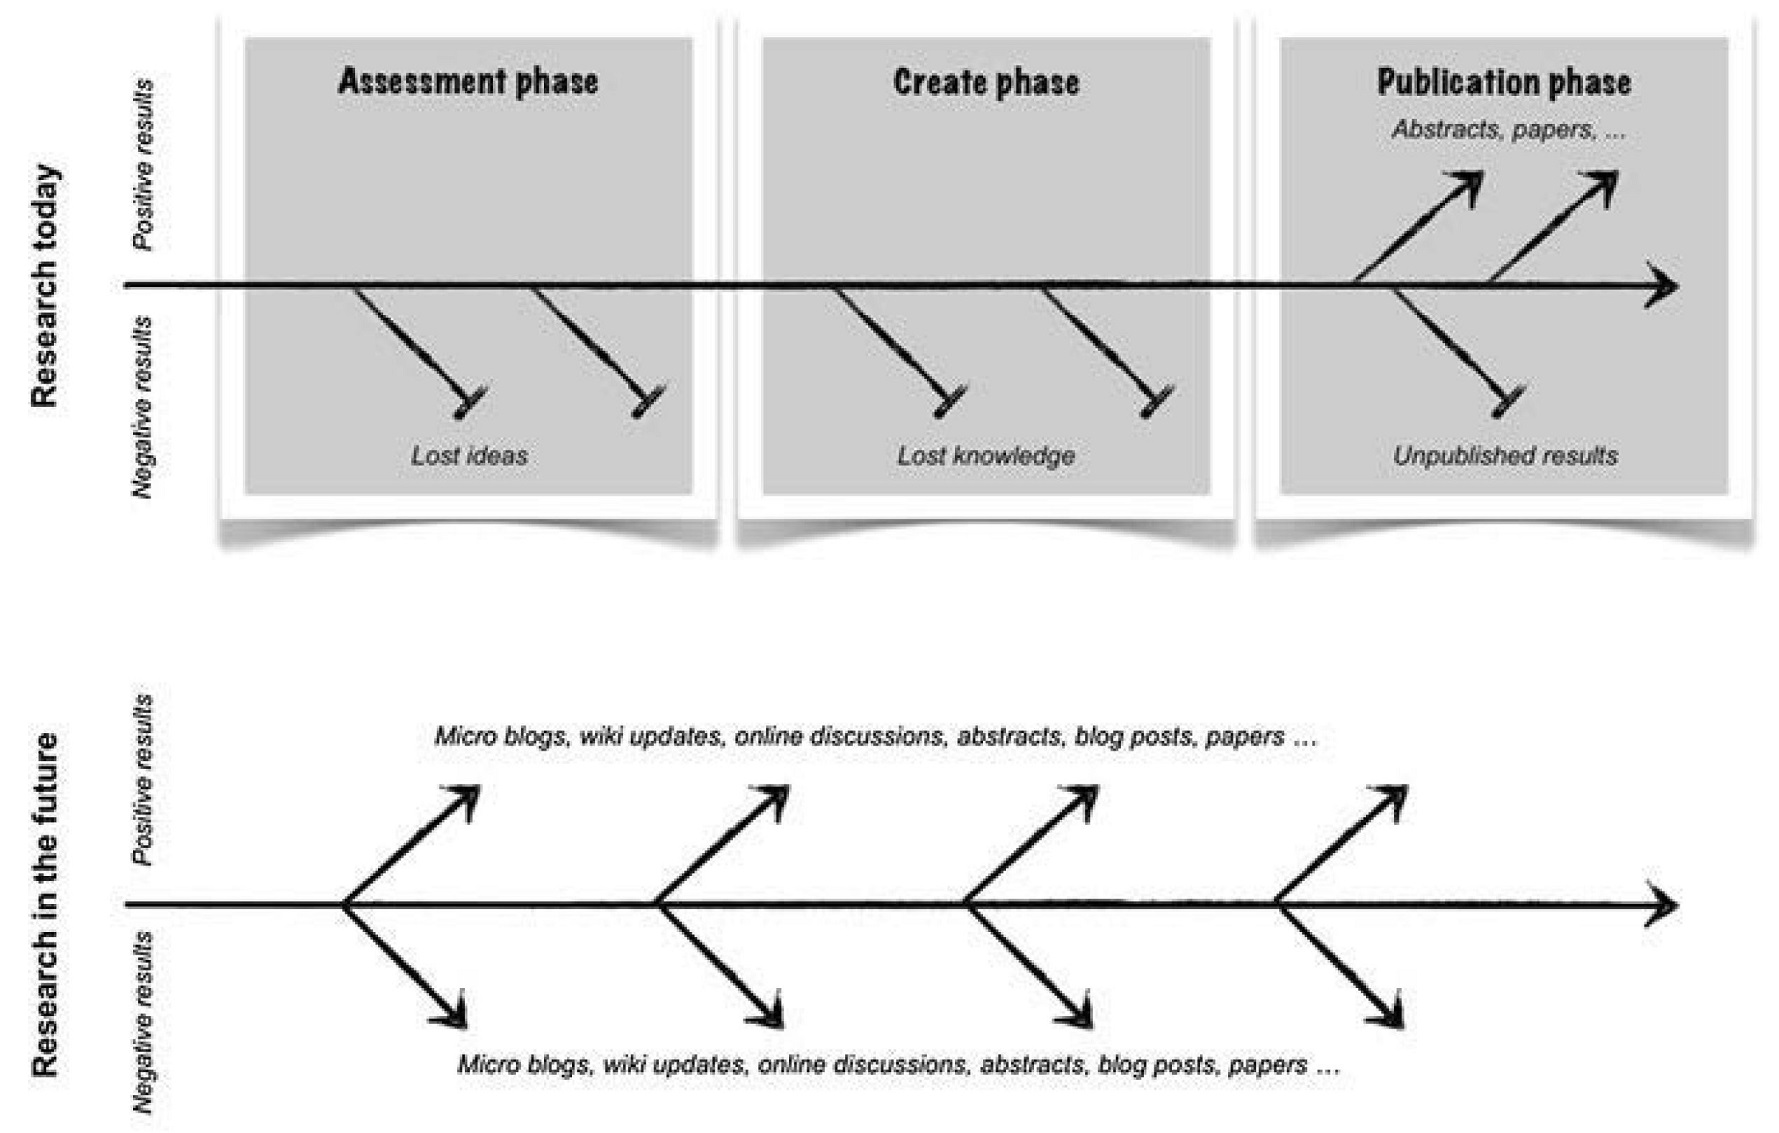 Research today
Positive results
Negative results
Assessment phase
Lost ideas
Create phase
Lost knowledge
Publication phase
Abstracts, papers, ...
Unpublished results
Research in the future
Positive results
Negative results
Micro blogs, wiki updates, online discussions, abstracts, blog posts, papers ...
Micro blogs, wiki updates, online discussions, abstracts, blog posts, papers ...